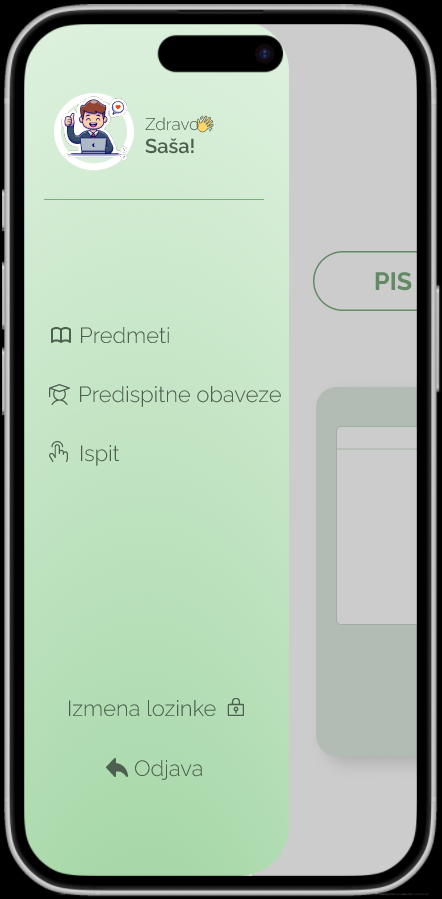 Zdravo👋
Saša!
PIS
Predmeti
Predispitne obaveze
Ispit
Izmena lozinke
Odjava